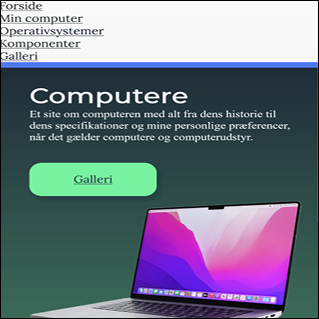 Forside
Min computer
Operativsystemer
Komponenter
Galleri
Computere
Et site om computeren med alt fra dens historie til
dens specifikationer og mine personlige præferencer,
når det gælder computere og computerudstyr.
Galleri